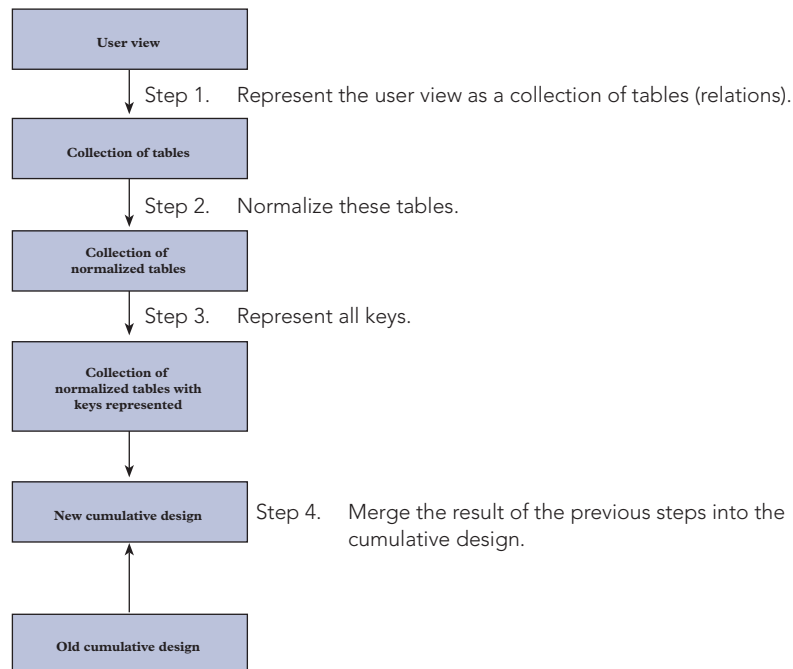 User view
Step 1. Represent the user view as a collection of tables (relations).
Collection of tables
Step 2. Normalize these tables.
Collection of
normalized tables
Step 3. Represent all keys.
Collection of
normalized tables with
keys represented
New cumulative design
Step 4. Merge the result of the previous steps into the
cumulative design.
Old cumulative design